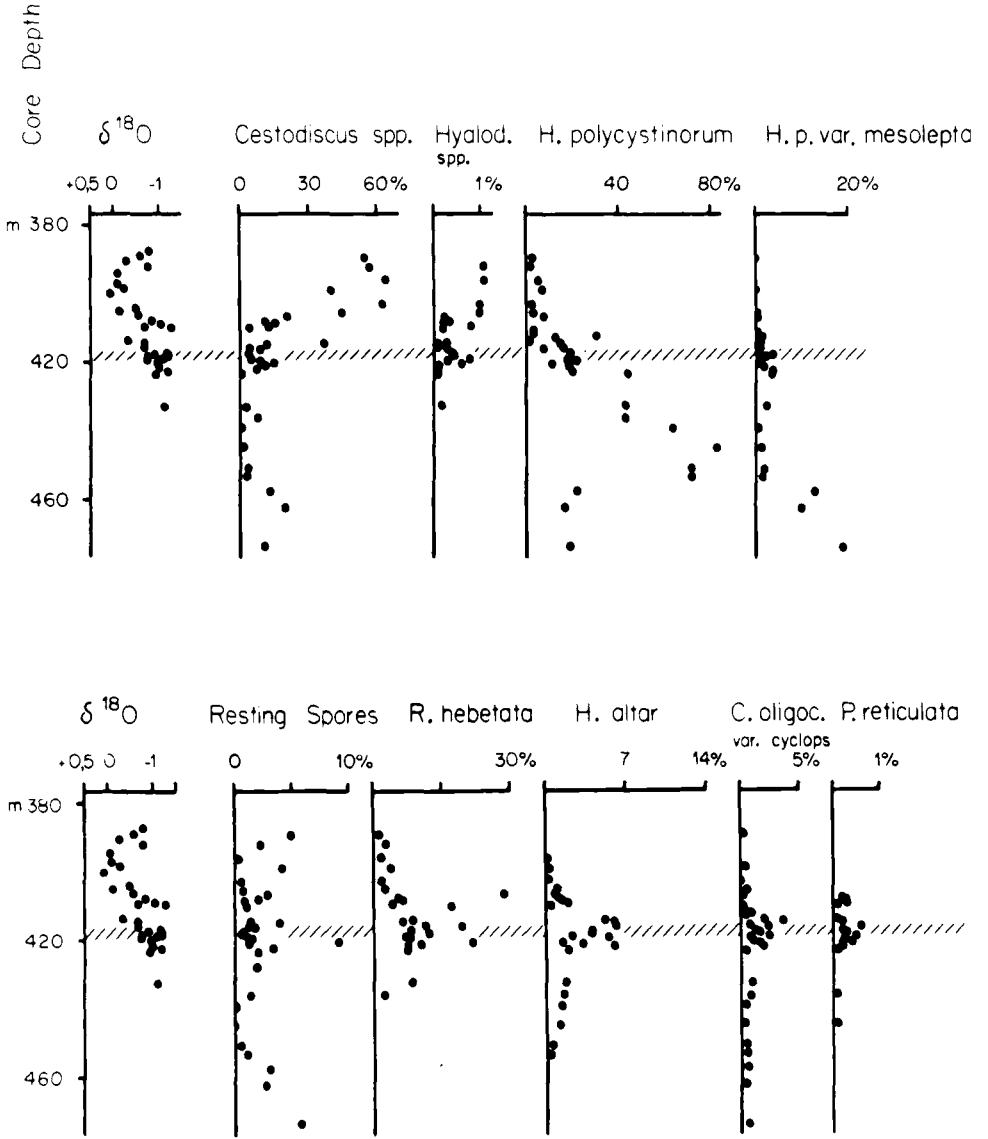 Core Depth
δ 18O Cestodiscus spp. Hyalod. spp. H. polycystinorum H. p. var. mesolepta
+0,5 0 -1 0 30 60% 1% 40 80% 20%
m 380
420
460
δ 18O Resting Spores R. hebetata H. altar C. oligoc. var. cyclops P. reticulata
+0,5 0 -1 0 10% 30% 7 14% 5% 1%
m 380
420
460